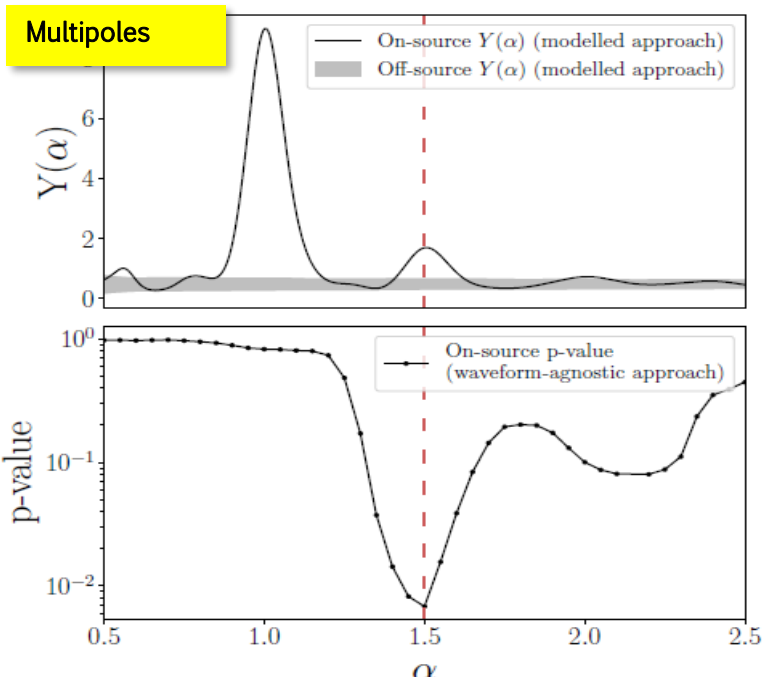 Multipoles
On-source Y(α) (modelled approach)
Off-source Y(α) (modelled approach)
Y(α)
6
4
2
0
On-source p-value
(waveform-agnostic approach)
p-value
10⁰
10⁻¹
10⁻²
0.5 1.0 1.5 2.0 2.5
α